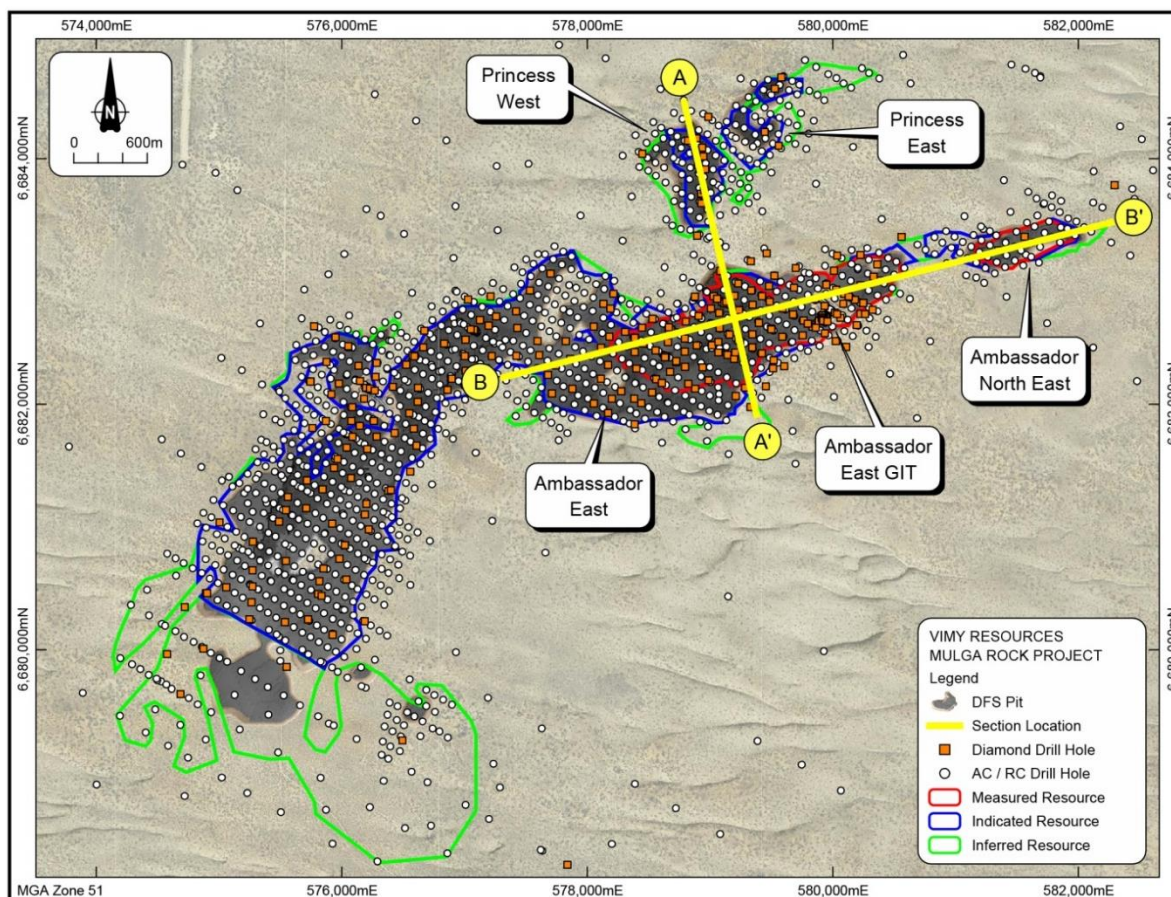 574,000mE 576,000mE 578,000mE 580,000mE 582,000mE
N
0 600m
Princess
West
A
Princess
East
6,684,000mN
B'
B
A'
6,682,000mN
Ambassador
East
Ambassador
East GIT
Ambassador
North East
6,680,000mN
VIMY RESOURCES
MULGA ROCK PROJECT
Legend
DFS Pit
Section Location
Diamond Drill Hole
AC / RC Drill Hole
Measured Resource
Indicated Resource
Inferred Resource
MGA Zone 51
576,000mE 578,000mE 580,000mE 582,000mE